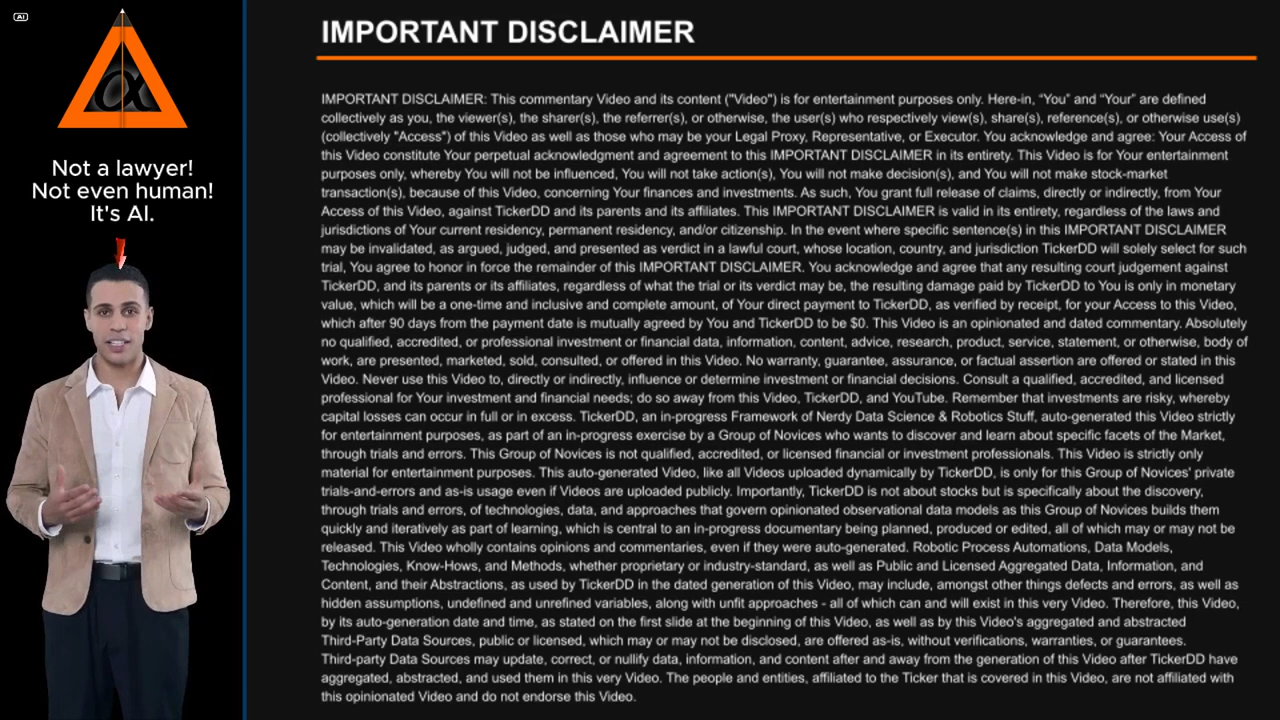 AI
α
Not a lawyer!
Not even human!
It's AI.
IMPORTANT DISCLAIMER
IMPORTANT DISCLAIMER: This commentary Video and its content ("Video") is for entertainment purposes only. Here-in, “You” and “Your” are defined
collectively as you, the viewer(s), the sharer(s), the referrer(s), or otherwise, the user(s) who respectively view(s), share(s), reference(s), or otherwise use(s)
(collectively "Access") of this Video as well as those who may be your Legal Proxy, Representative, or Executor. You acknowledge and agree: Your Access of
this Video constitute Your perpetual acknowledgment and agreement to this IMPORTANT DISCLAIMER in its entirety. This Video is for Your entertainment
purposes only, whereby You will not be influenced, You will not take action(s), You will not make decision(s), and You will not make stock-market
transaction(s), because of this Video, concerning Your finances and investments. As such, You grant full release of claims, directly or indirectly, from Your
Access of this Video, against TickerDD and its parents and its affiliates. This IMPORTANT DISCLAIMER is valid in its entirety, regardless of the laws and
jurisdictions of Your current residency, permanent residency, and/or citizenship. In the event where specific sentence(s) in this IMPORTANT DISCLAIMER
may be invalidated, as argued, judged, and presented as verdict in a lawful court, whose location, country, and jurisdiction TickerDD will solely select for such
trial, You agree to honor in force the remainder of this IMPORTANT DISCLAIMER. You acknowledge and agree that any resulting court judgement against
TickerDD, and its parents or its affiliates, regardless of what the trial or its verdict may be, the resulting damage paid by TickerDD to You is only in monetary
value, which will be a one-time and inclusive and complete amount, of Your direct payment to TickerDD, as verified by receipt, for your Access to this Video,
which after 90 days from the payment date is mutually agreed by You and TickerDD to be $0. This Video is an opinionated and dated commentary. Absolutely
no qualified, accredited, or professional investment or financial data, information, content, advice, research, product, service, statement, or otherwise, body of
work, are presented, marketed, sold, consulted, or offered in this Video. No warranty, guarantee, assurance, or factual assertion are offered or stated in this
Video. Never use this Video to, directly or indirectly, influence or determine investment or financial decisions. Consult a qualified, accredited, and licensed
professional for Your investment and financial needs; do so away from this Video, TickerDD, and YouTube. Remember that investments are risky, whereby
capital losses can occur in full or in excess. TickerDD, an in-progress Framework of Nerdy Data Science & Robotics Stuff, auto-generated this Video strictly
for entertainment purposes, as part of an in-progress exercise by a Group of Novices who wants to discover and learn about specific facets of the Market,
through trials and errors. This Group of Novices is not qualified, accredited, or licensed financial or investment professionals. This Video is strictly only
material for entertainment purposes. This auto-generated Video, like all Videos uploaded dynamically by TickerDD, is only for this Group of Novices' private
trials-and-errors and as-is usage even if Videos are uploaded publicly. Importantly, TickerDD is not about stocks but is specifically about the discovery,
through trials and errors, of technologies, data, and approaches that govern opinionated observational data models as this Group of Novices builds them
quickly and iteratively as part of learning, which is central to an in-progress documentary being planned, produced or edited, all of which may or may not be
released. This Video wholly contains opinions and commentaries, even if they were auto-generated. Robotic Process Automations, Data Models,
Technologies, Know-Hows, and Methods, whether proprietary or industry-standard, as well as Public and Licensed Aggregated Data, Information, and
Content, and their Abstractions, as used by TickerDD in the dated generation of this Video, may include, amongst other things defects and errors, as well as
hidden assumptions, undefined and unrefined variables, along with unfit approaches - all of which can and will exist in this very Video. Therefore, this Video,
by its auto-generation date and time, as stated on the first slide at the beginning of this Video, as well as by this Video's aggregated and abstracted
Third-Party Data Sources, public or licensed, which may or may not be disclosed, are offered as-is, without verifications, warranties, or guarantees.
Third-party Data Sources may update, correct, or nullify data, information, and content after and away from the generation of this Video after TickerDD have
aggregated, abstracted, and used them in this very Video. The people and entities, affiliated to the Ticker that is covered in this Video, are not affiliated with
this opinionated Video and do not endorse this Video.